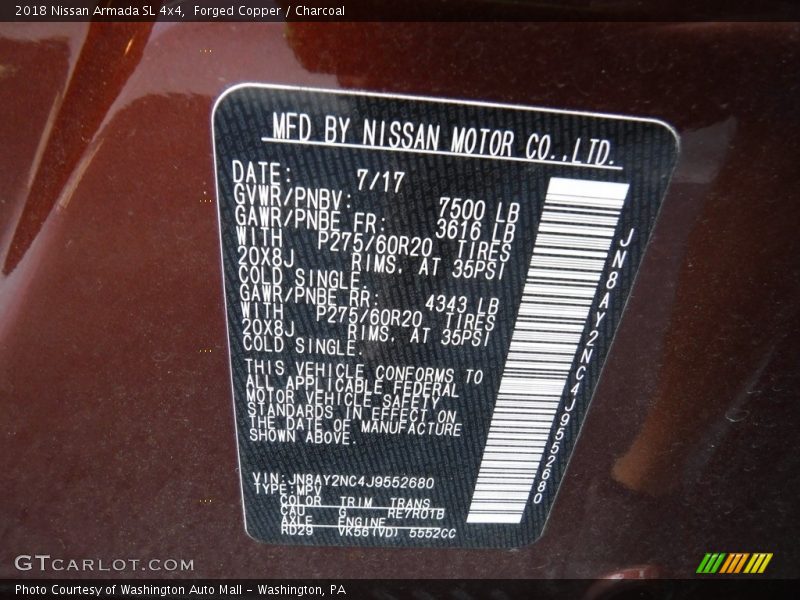 2018 Nissan Armada SL 4x4, Forged Copper / Charcoal
MFD BY NISSAN MOTOR CO.,LTD.
DATE: 7/17
GVWR/PNBV: 7500 LB
GAWR/PNBE FR: 3616 LB
WITH P275/60R20 TIRES
20X8J RIMS, AT 35PSI
COLD SINGLE.
GAWR/PNBE RR: 4343 LB
WITH P275/60R20 TIRES
20X8J RIMS, AT 35PSI
COLD SINGLE.
THIS VEHICLE CONFORMS TO
ALL APPLICABLE FEDERAL
MOTOR VEHICLE SAFETY
STANDARDS IN EFFECT ON
THE DATE OF MANUFACTURE
SHOWN ABOVE.
VIN:JN8AY2NC4J9552680
TYPE:MPV
COLOR TRIM TRANS
CAU G RE7R01B
AXLE ENGINE
RD29 VK56(VD) 5552CC
JN8AY2NC4J9552680
GTCARLOT.COM
Photo Courtesy of Washington Auto Mall - Washington, PA